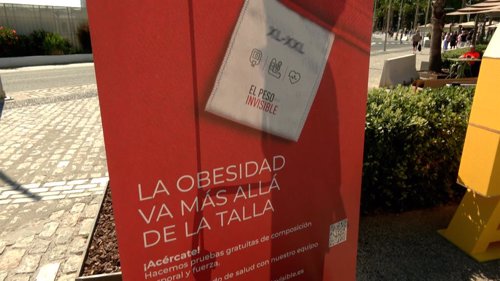 XL-XXL
EL PESO
INVISIBLE
LA OBESIDAD
VA MÁS ALLÁ
DE LA TALLA
¡Acércate!
Hacemos pruebas gratuitas de composición
corporal y fuerza.
do de salud con nuestro equipo